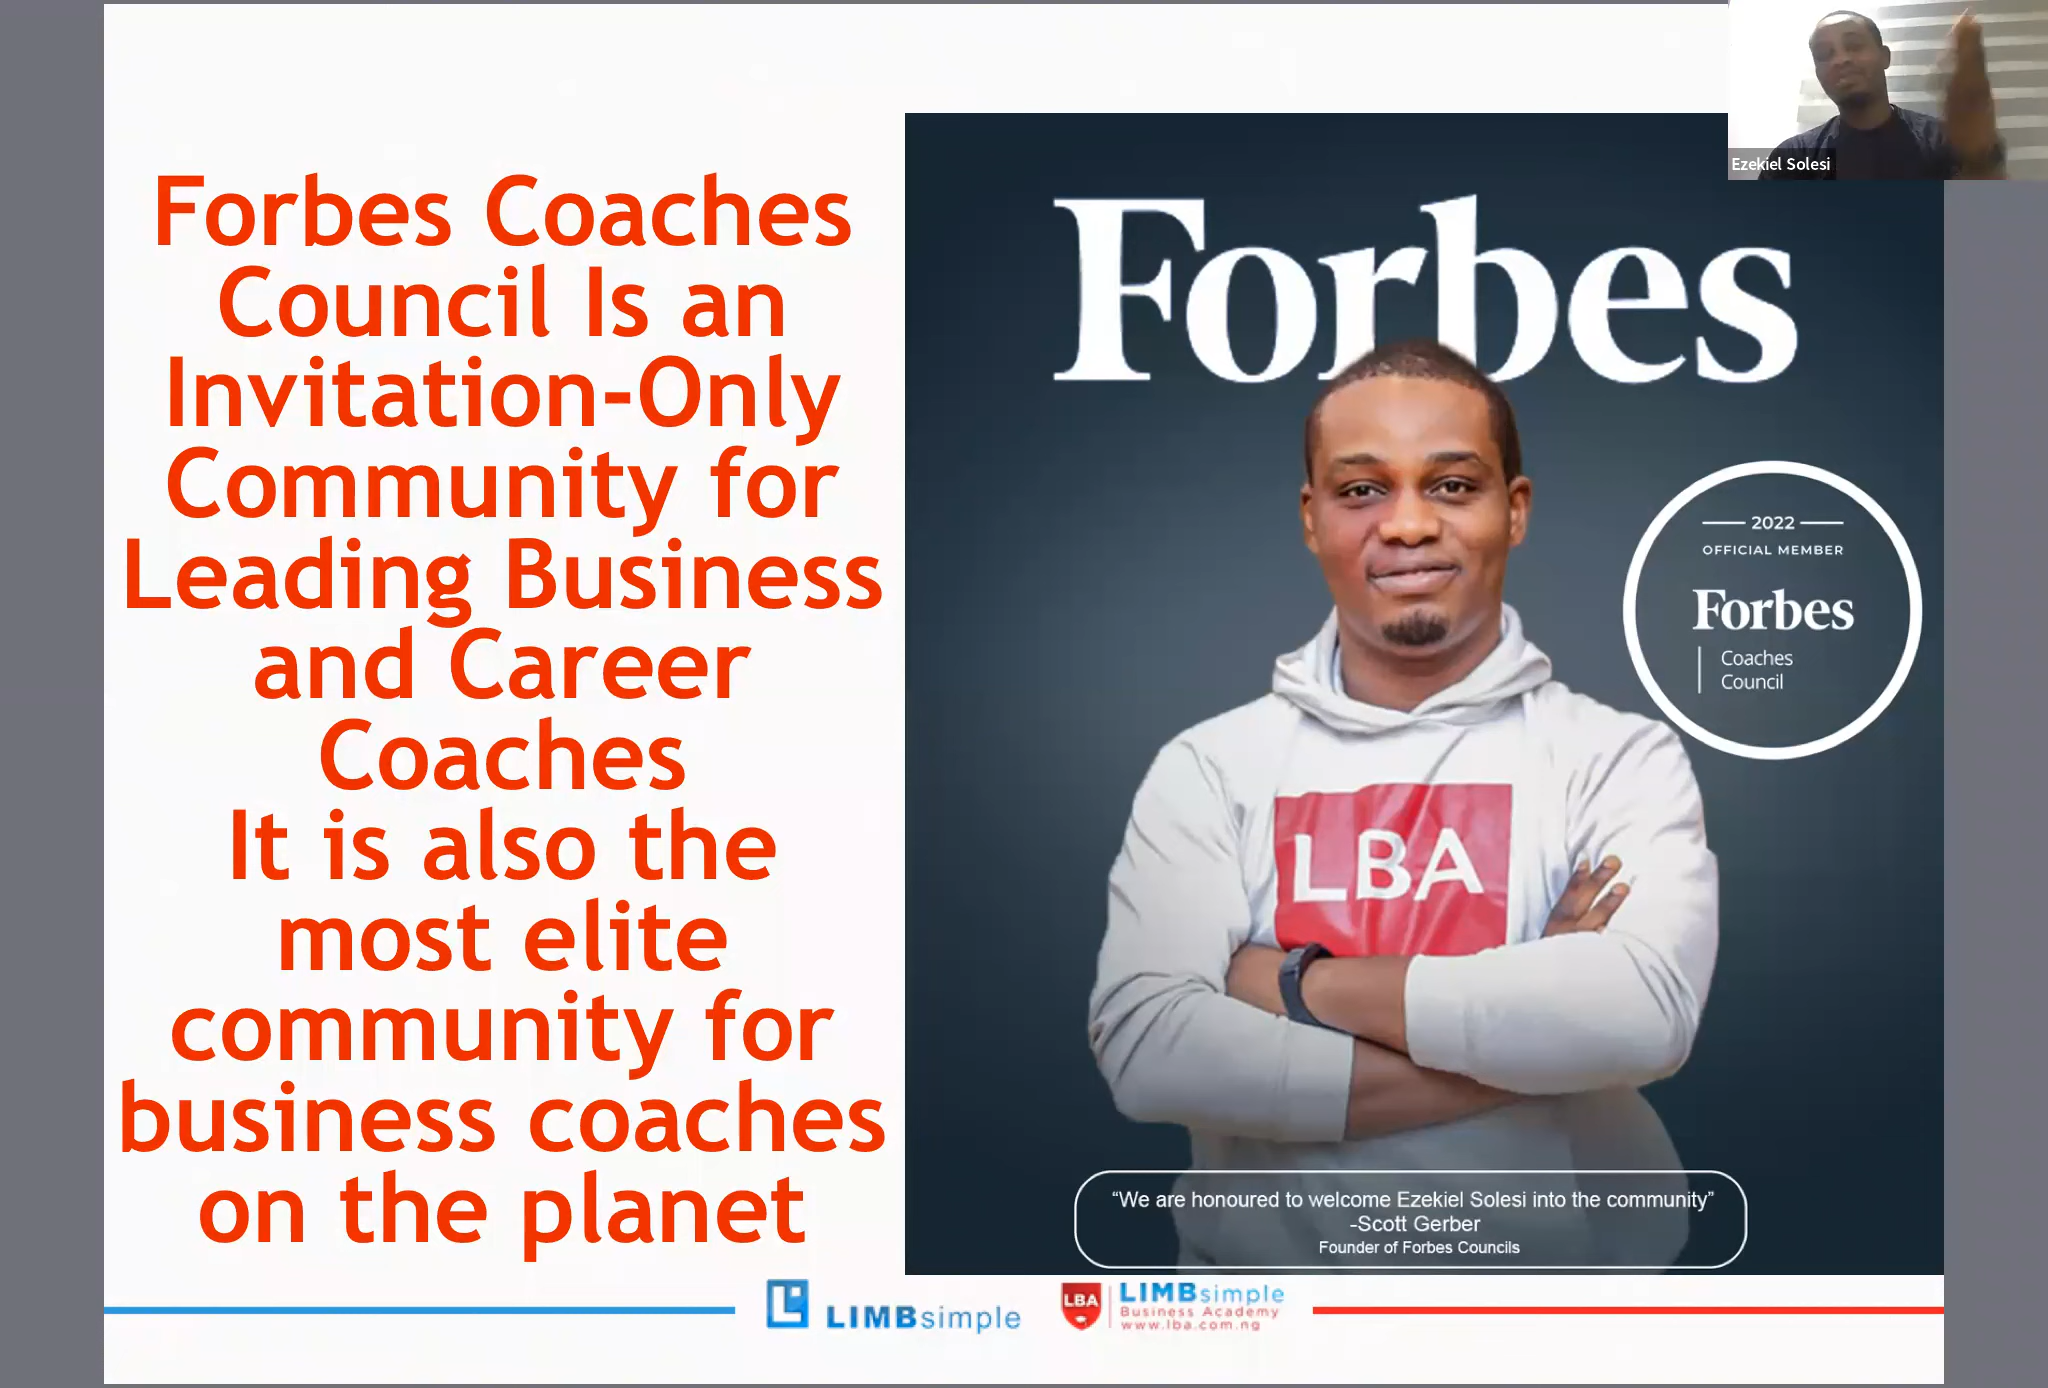 Forbes Coaches
Council Is an
Invitation-Only
Community for
Leading Business
and Career
Coaches
It is also the
most elite
community for
business coaches
on the planet
Ezekiel Solesi
Forbes
2022
OFFICIAL MEMBER
Forbes
Coaches
Council
LBA
“We are honoured to welcome Ezekiel Solesi into the community”
-Scott Gerber
Founder of Forbes Councils
LIMBsimple
LBA
LIMBsimple
Business Academy
www.lba.com.ng